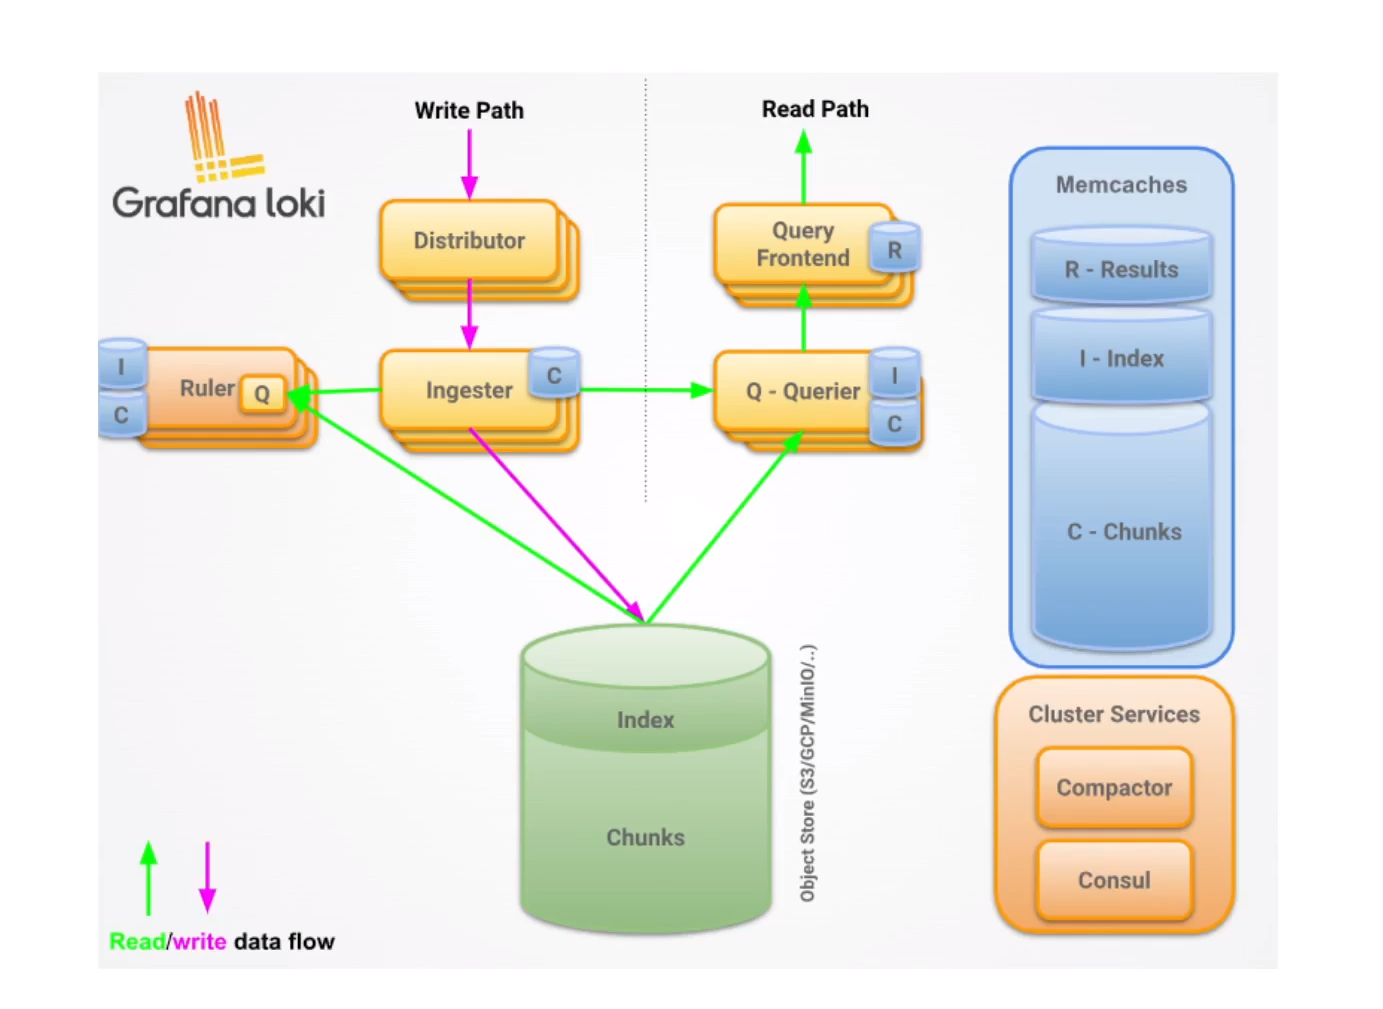 Write Path
Read Path
Grafana loki
Distributor
Query
Frontend
R
I
C
Ruler
Q
Ingester
C
Q - Querier
I
C
Memcaches
R - Results
I - Index
C - Chunks
Index
Chunks
Object Store (S3/GCP/MinIO/..)
Cluster Services
Compactor
Consul
Read/write data flow